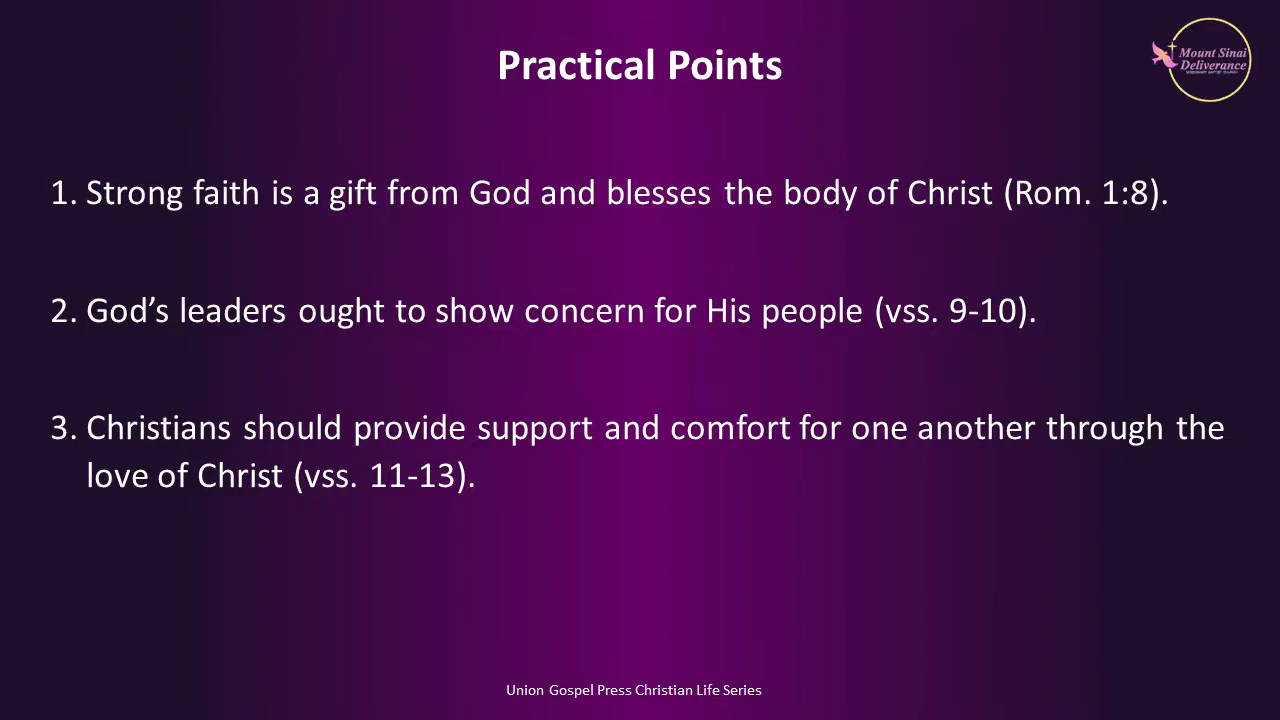 Practical Points
Mount Sinai
Deliverance
MISSIONARY BAPTIST CHURCH
1. Strong faith is a gift from God and blesses the body of Christ (Rom. 1:8).
2. God’s leaders ought to show concern for His people (vss. 9-10).
3. Christians should provide support and comfort for one another through the
love of Christ (vss. 11-13).
Union Gospel Press Christian Life Series